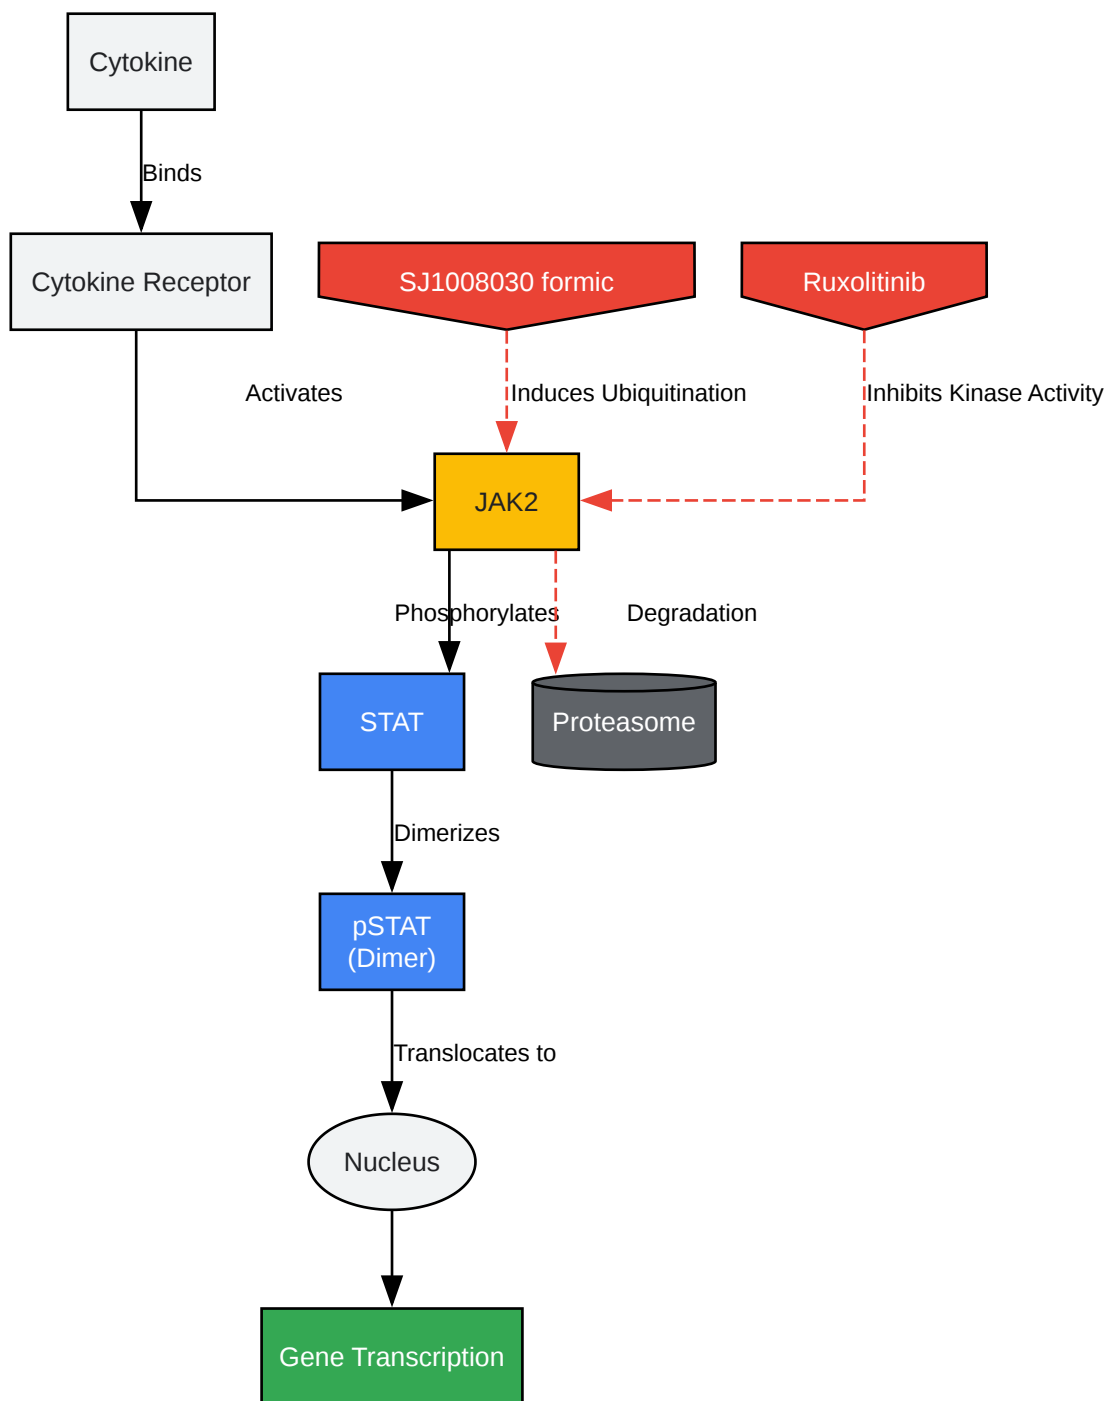 Cytokine
Binds
Cytokine Receptor
SJ1008030 formic
Ruxolitinib
Activates
Induces Ubiquitination
Inhibits Kinase Activity
JAK2
Phosphorylates
Degradation
STAT
Proteasome
Dimerizes
pSTAT
(Dimer)
Translocates to
Nucleus
Gene Transcription